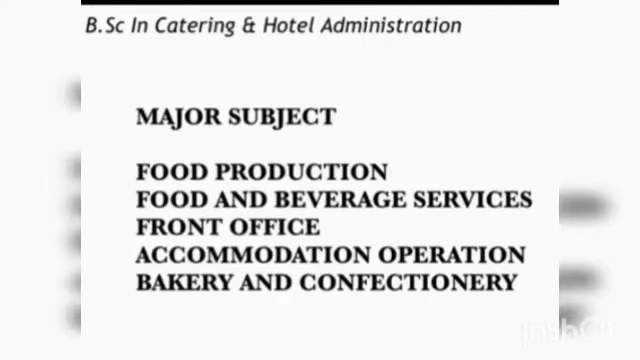 B.Sc In Catering & Hotel Administration
MAJOR SUBJECT
FOOD PRODUCTION
FOOD AND BEVERAGE SERVICES
FRONT OFFICE
ACCOMMODATION OPERATION
BAKERY AND CONFECTIONERY